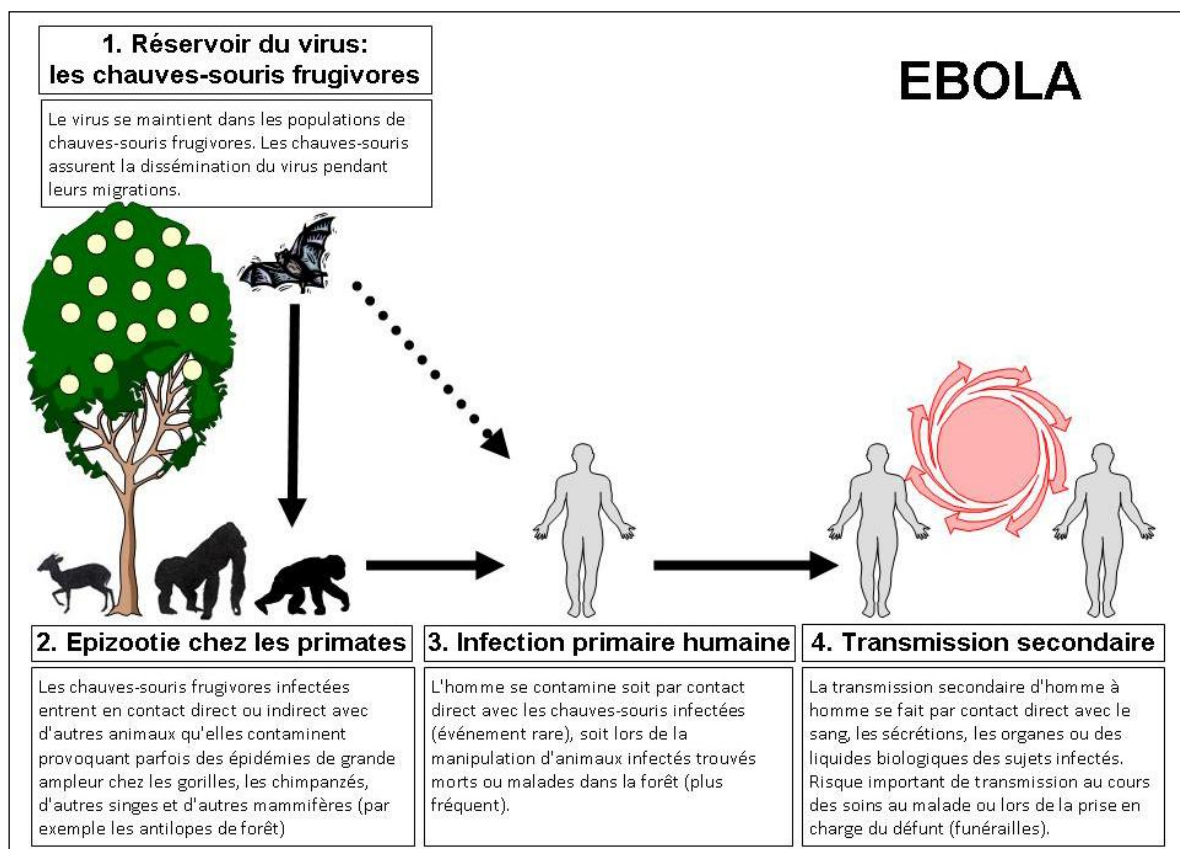 1. Réservoir du virus:
les chauves-souris frugivores
EBOLA
Le virus se maintient dans les populations de
chauves-souris frugivores. Les chauves-souris
assurent la dissémination du virus pendant
leurs migrations.
2. Epizootie chez les primates
Les chauves-souris frugivores infectées
entrent en contact direct ou indirect avec
d'autres animaux qu'elles contaminent
provoquant parfois des épidémies de grande
ampleur chez les gorilles, les chimpanzés,
d'autres singes et d'autres mammifères (par
exemple les antilopes de forêt)
3. Infection primaire humaine
L'homme se contamine soit par contact
direct avec les chauves-souris infectées
(événement rare), soit lors de la
manipulation d'animaux infectés trouvés
morts ou malades dans la forêt (plus
fréquent).
4. Transmission secondaire
La transmission secondaire d'homme à
homme se fait par contact direct avec le
sang, les sécrétions, les organes ou des
liquides biologiques des sujets infectés.
Risque important de transmission au cours
des soins au malade ou lors de la prise en
charge du défunt (funérailles).